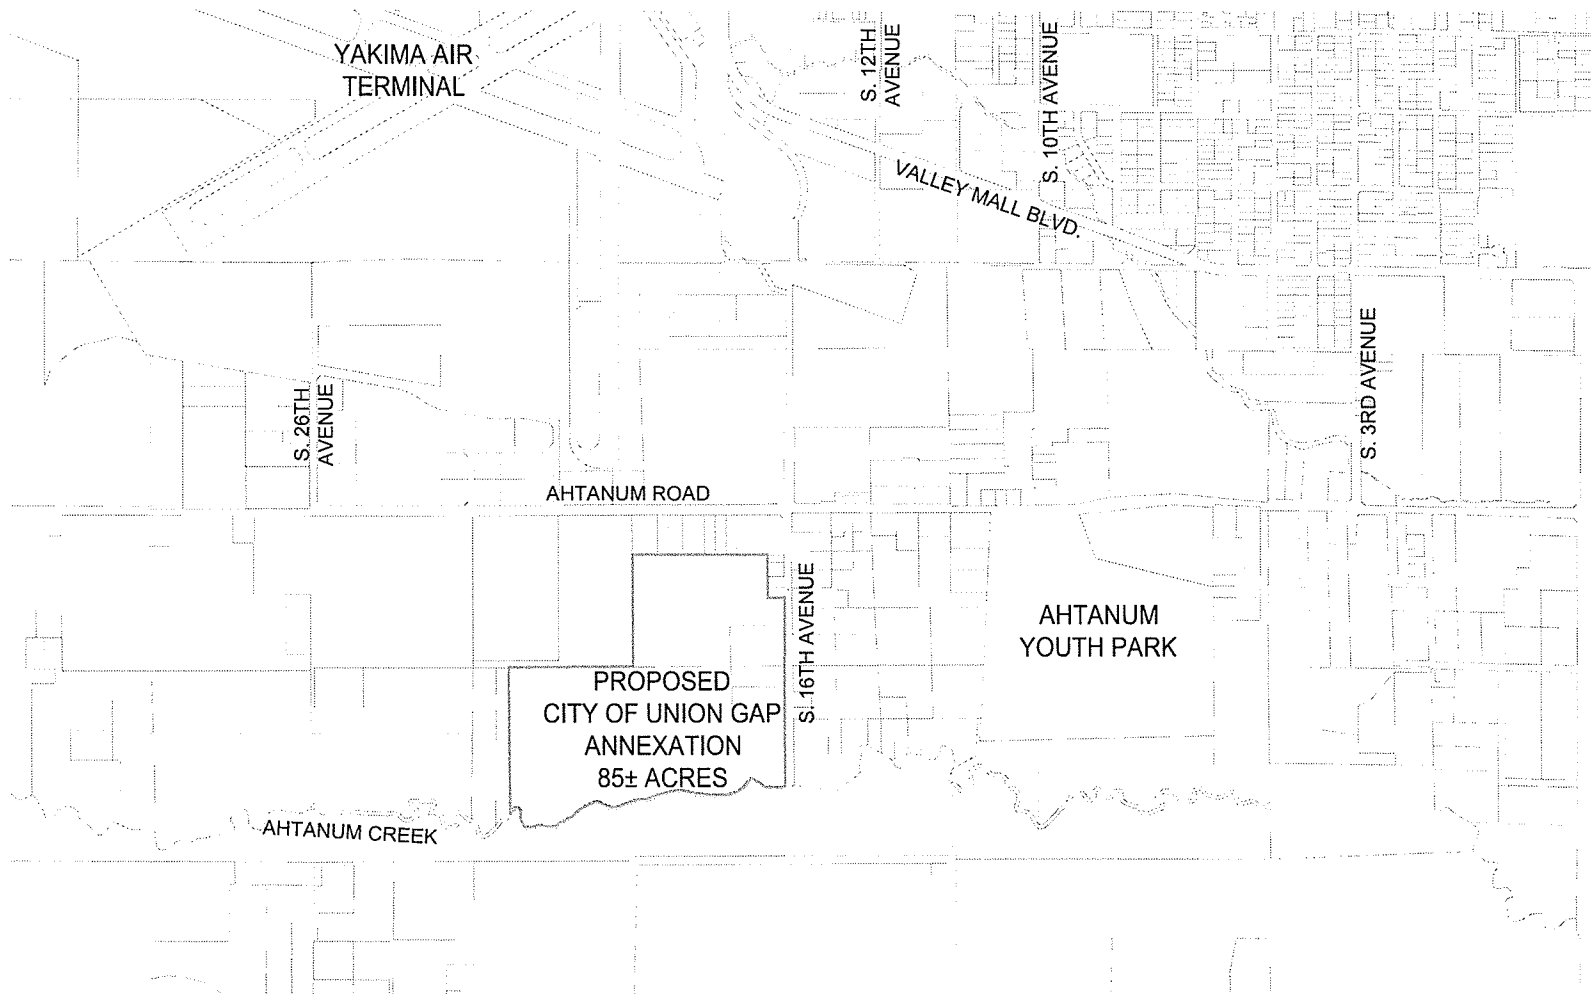 YAKIMA AIR
TERMINAL
S. 12TH
AVENUE
S. 10TH AVENUE
VALLEY MALL BLVD.
S. 26TH
AVENUE
S. 3RD AVENUE
AHTANUM ROAD
S. 16TH AVENUE
AHTANUM
YOUTH PARK
PROPOSED
CITY OF UNION GAP
ANNEXATION
85± ACRES
AHTANUM CREEK